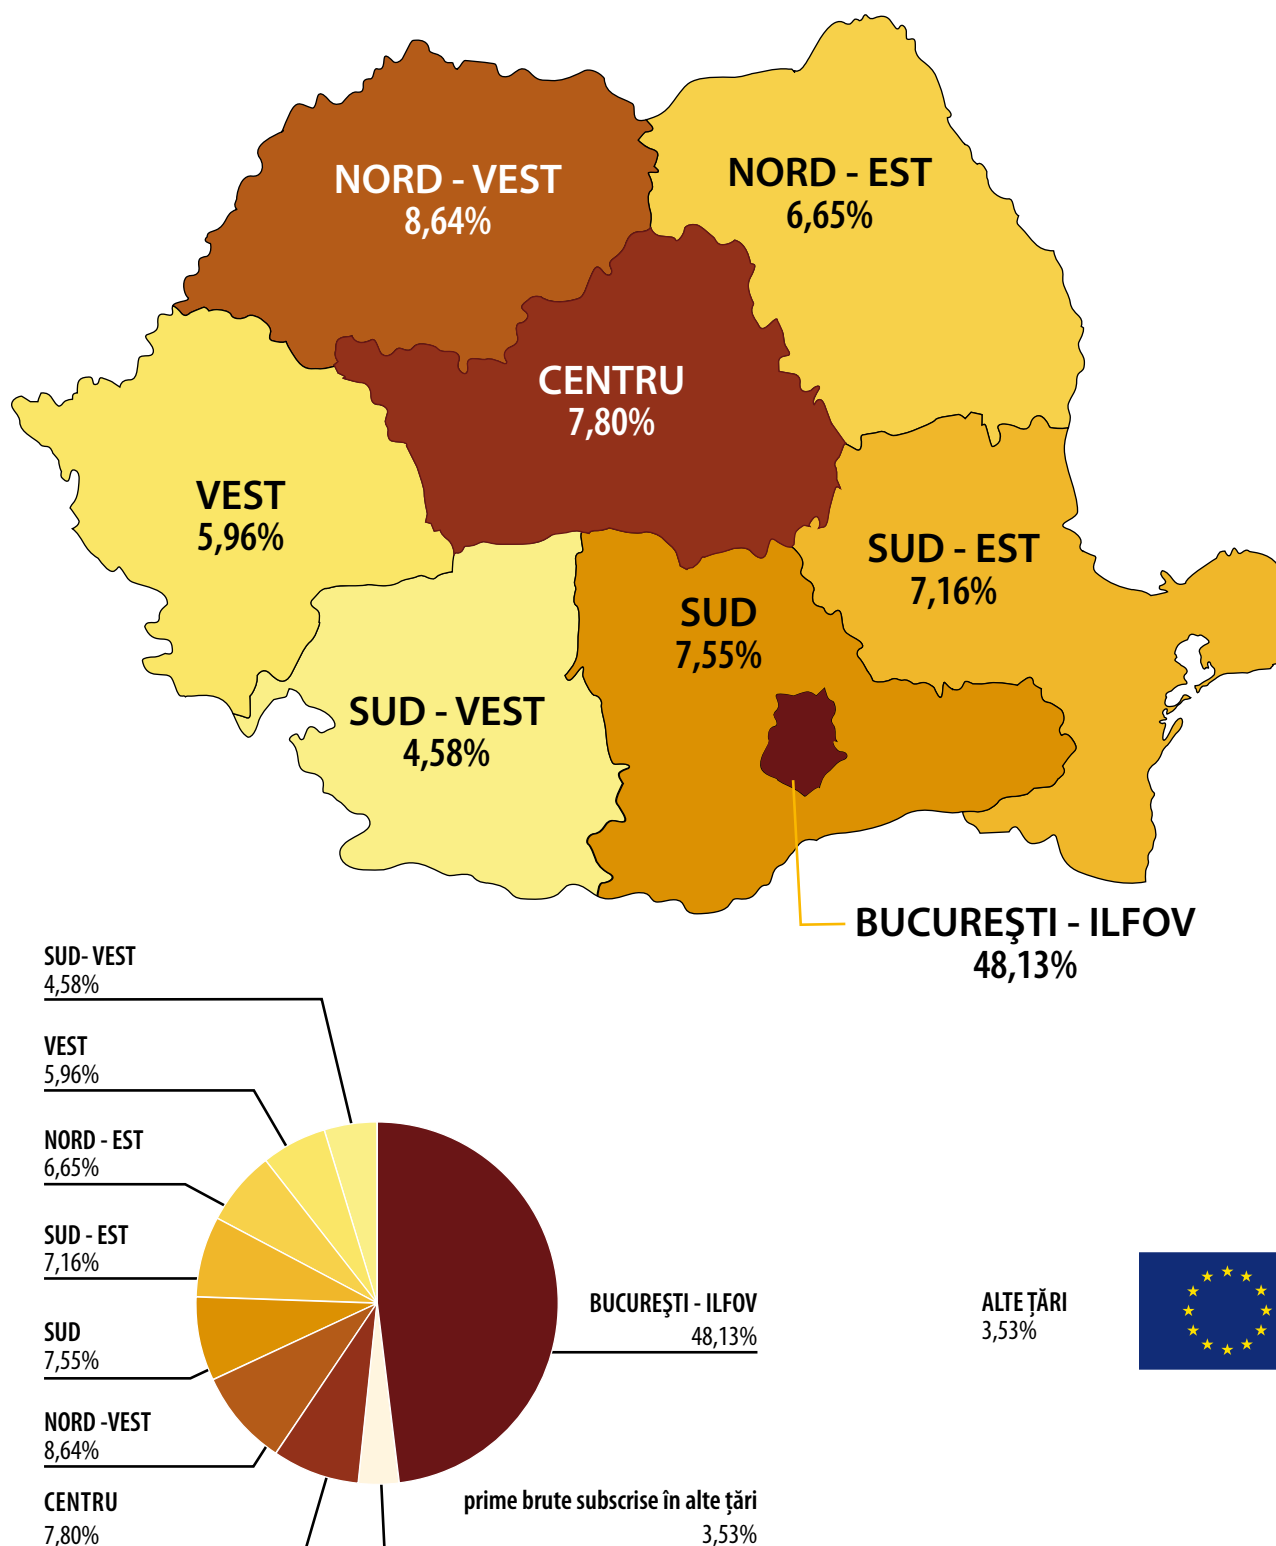 NORD - VEST
8,64%
NORD - EST
6,65%
CENTRU
7,80%
VEST
5,96%
SUD - EST
7,16%
SUD
7,55%
SUD - VEST
4,58%
BUCUREŞTI - ILFOV
48,13%
SUD- VEST
4,58%
VEST
5,96%
NORD - EST
6,65%
SUD - EST
7,16%
SUD
7,55%
NORD -VEST
8,64%
CENTRU
7,80%
BUCUREŞTI - ILFOV
48,13%
prime brute subscrise în alte țări
3,53%
ALTE ȚĂRI
3,53%